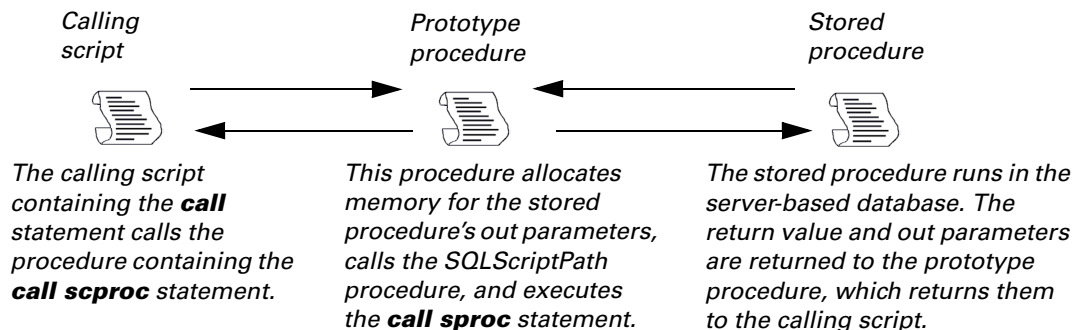 Calling
script
Prototype
procedure
Stored
procedure
The calling script
containing the call
statement calls the
procedure containing the
call scproc statement.
This procedure allocates
memory for the stored
procedure's out parameters,
calls the SQLScriptPath
procedure, and executes
the call sproc statement.
The stored procedure runs in the
server-based database. The
return value and out parameters
are returned to the prototype
procedure, which returns them
to the calling script.